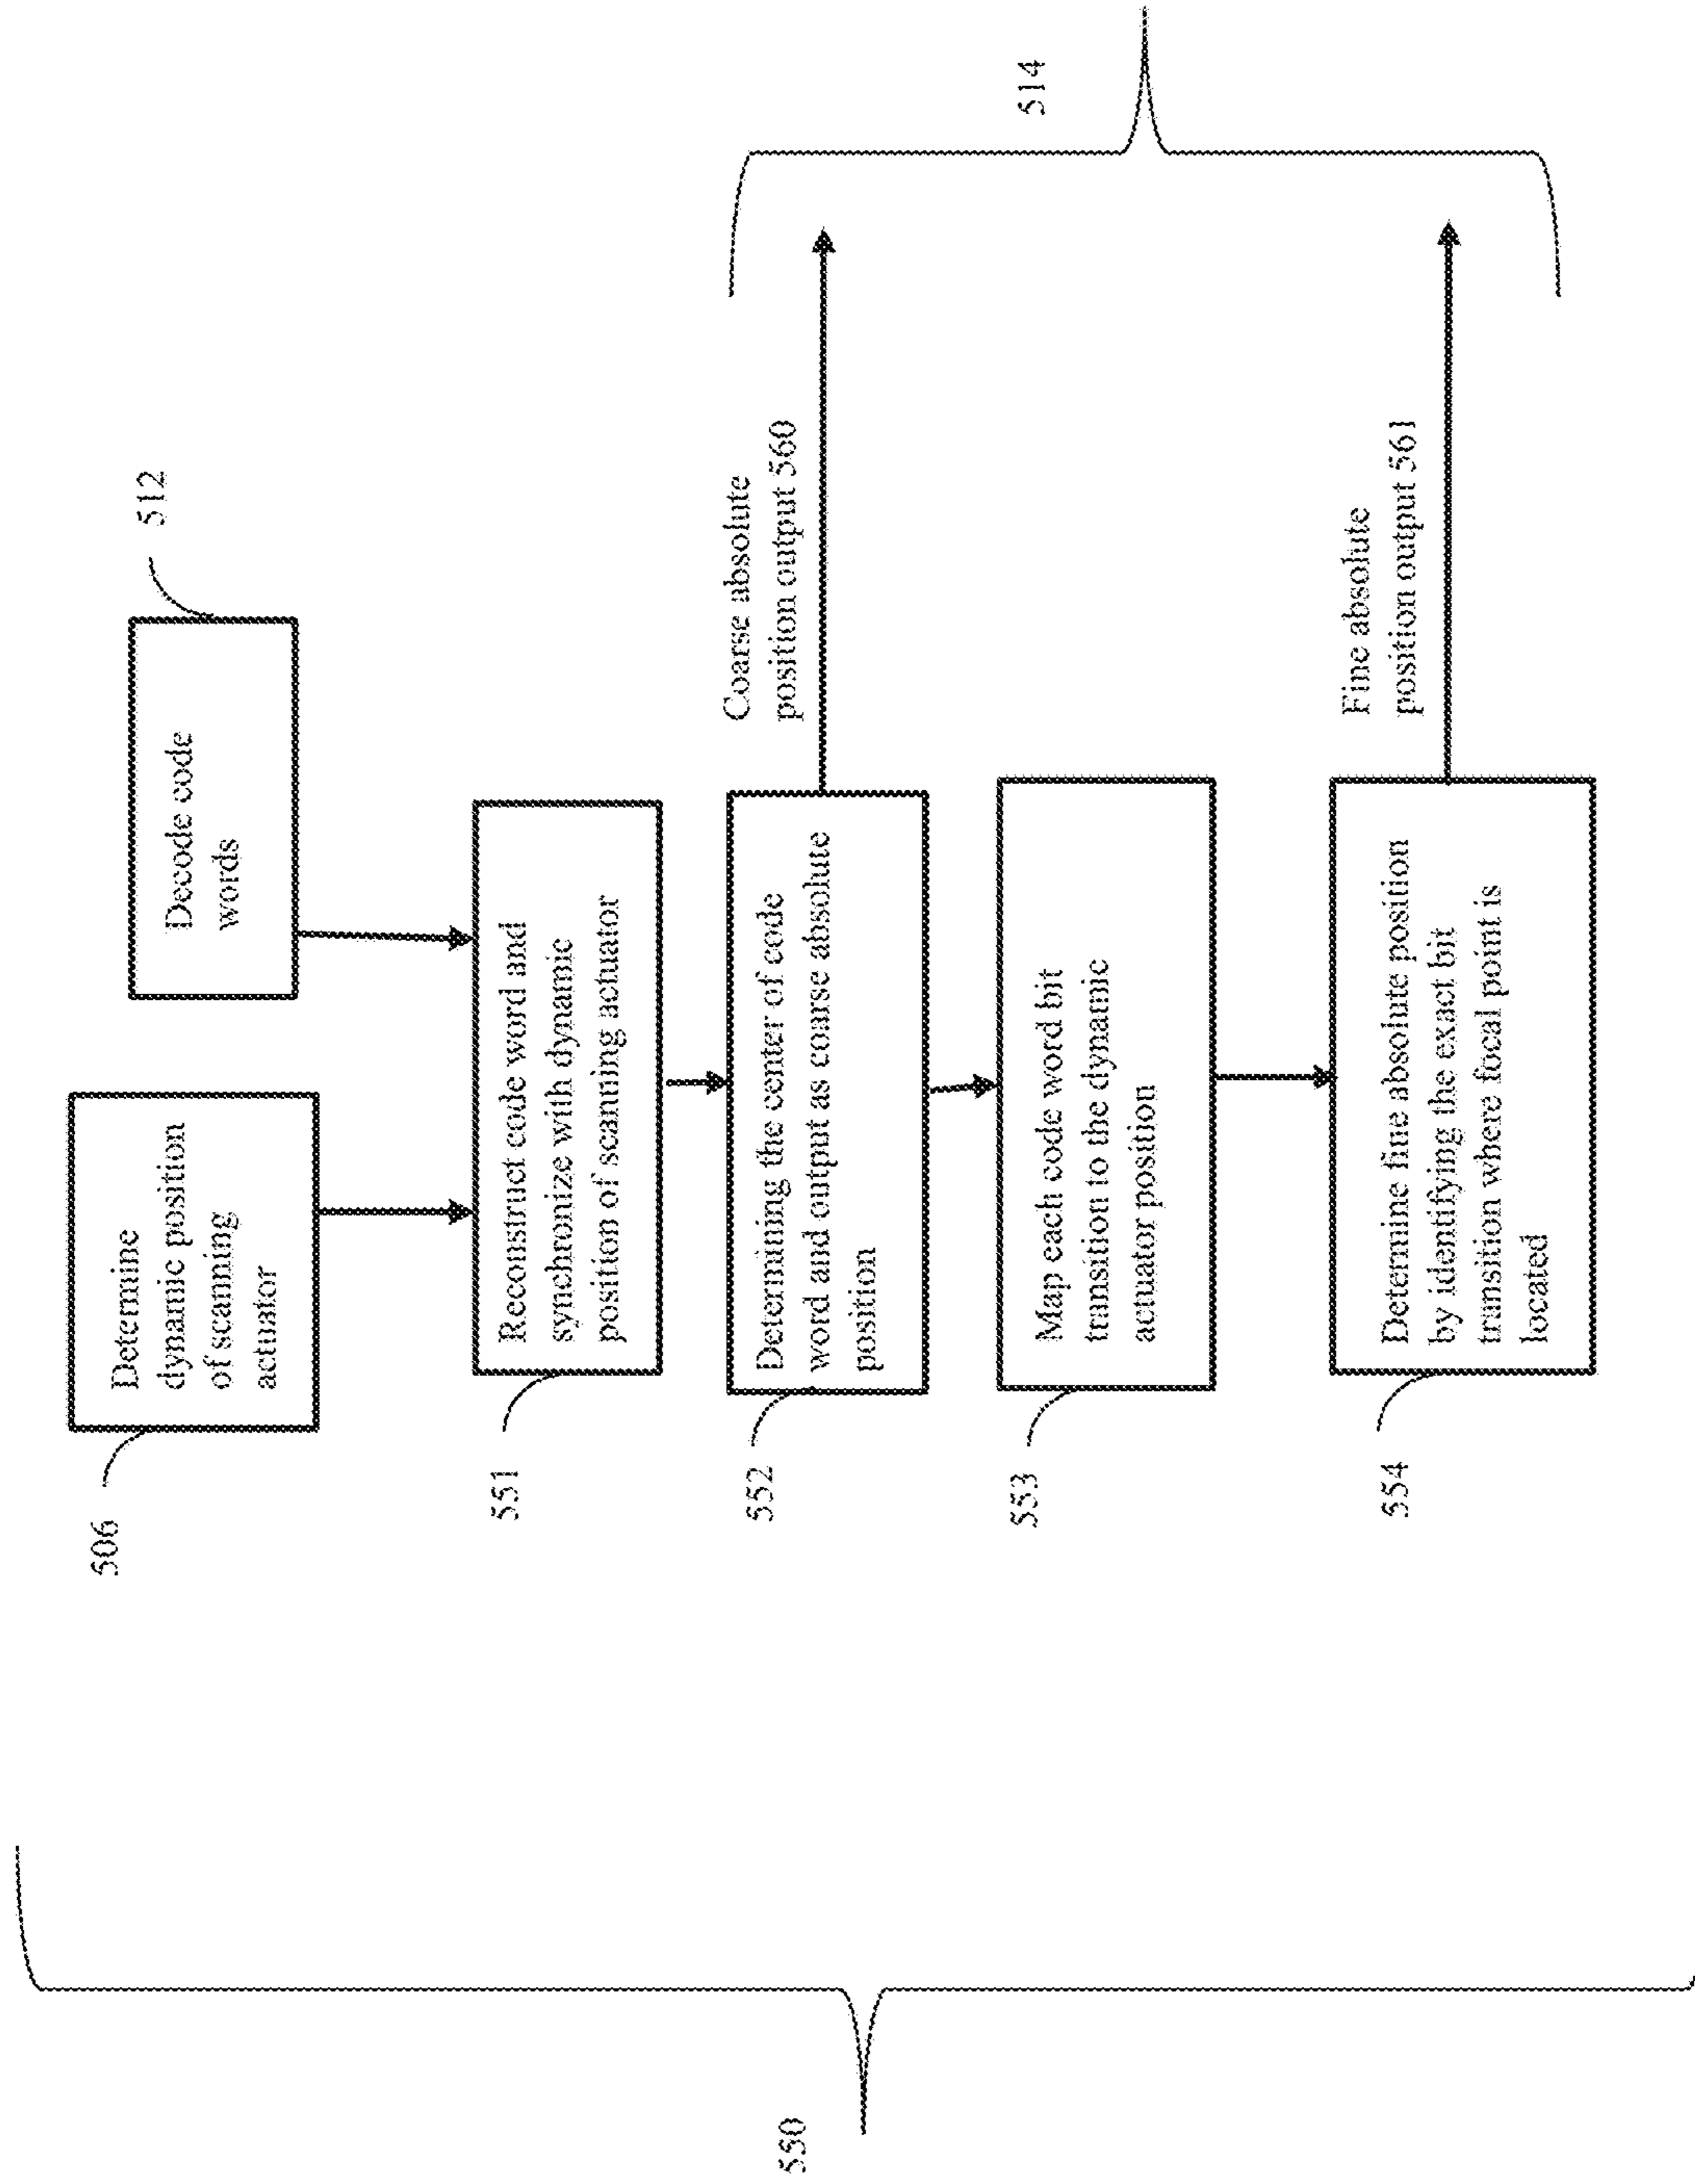 550
506
Determine
dynamic position
of scanning
actuator
512
Decode code
words
551
Reconstruct code word and
synchronize with dynamic
position of scanning actuator
552
Determining the center of code
word and output as coarse absolute
position
Coarse absolute
position output 560
553
Map each code word bit
transition to the dynamic
actuator position
554
Determine fine absolute position
by identifying the exact bit
transition where focal point is
located
Fine absolute
position output 561
514